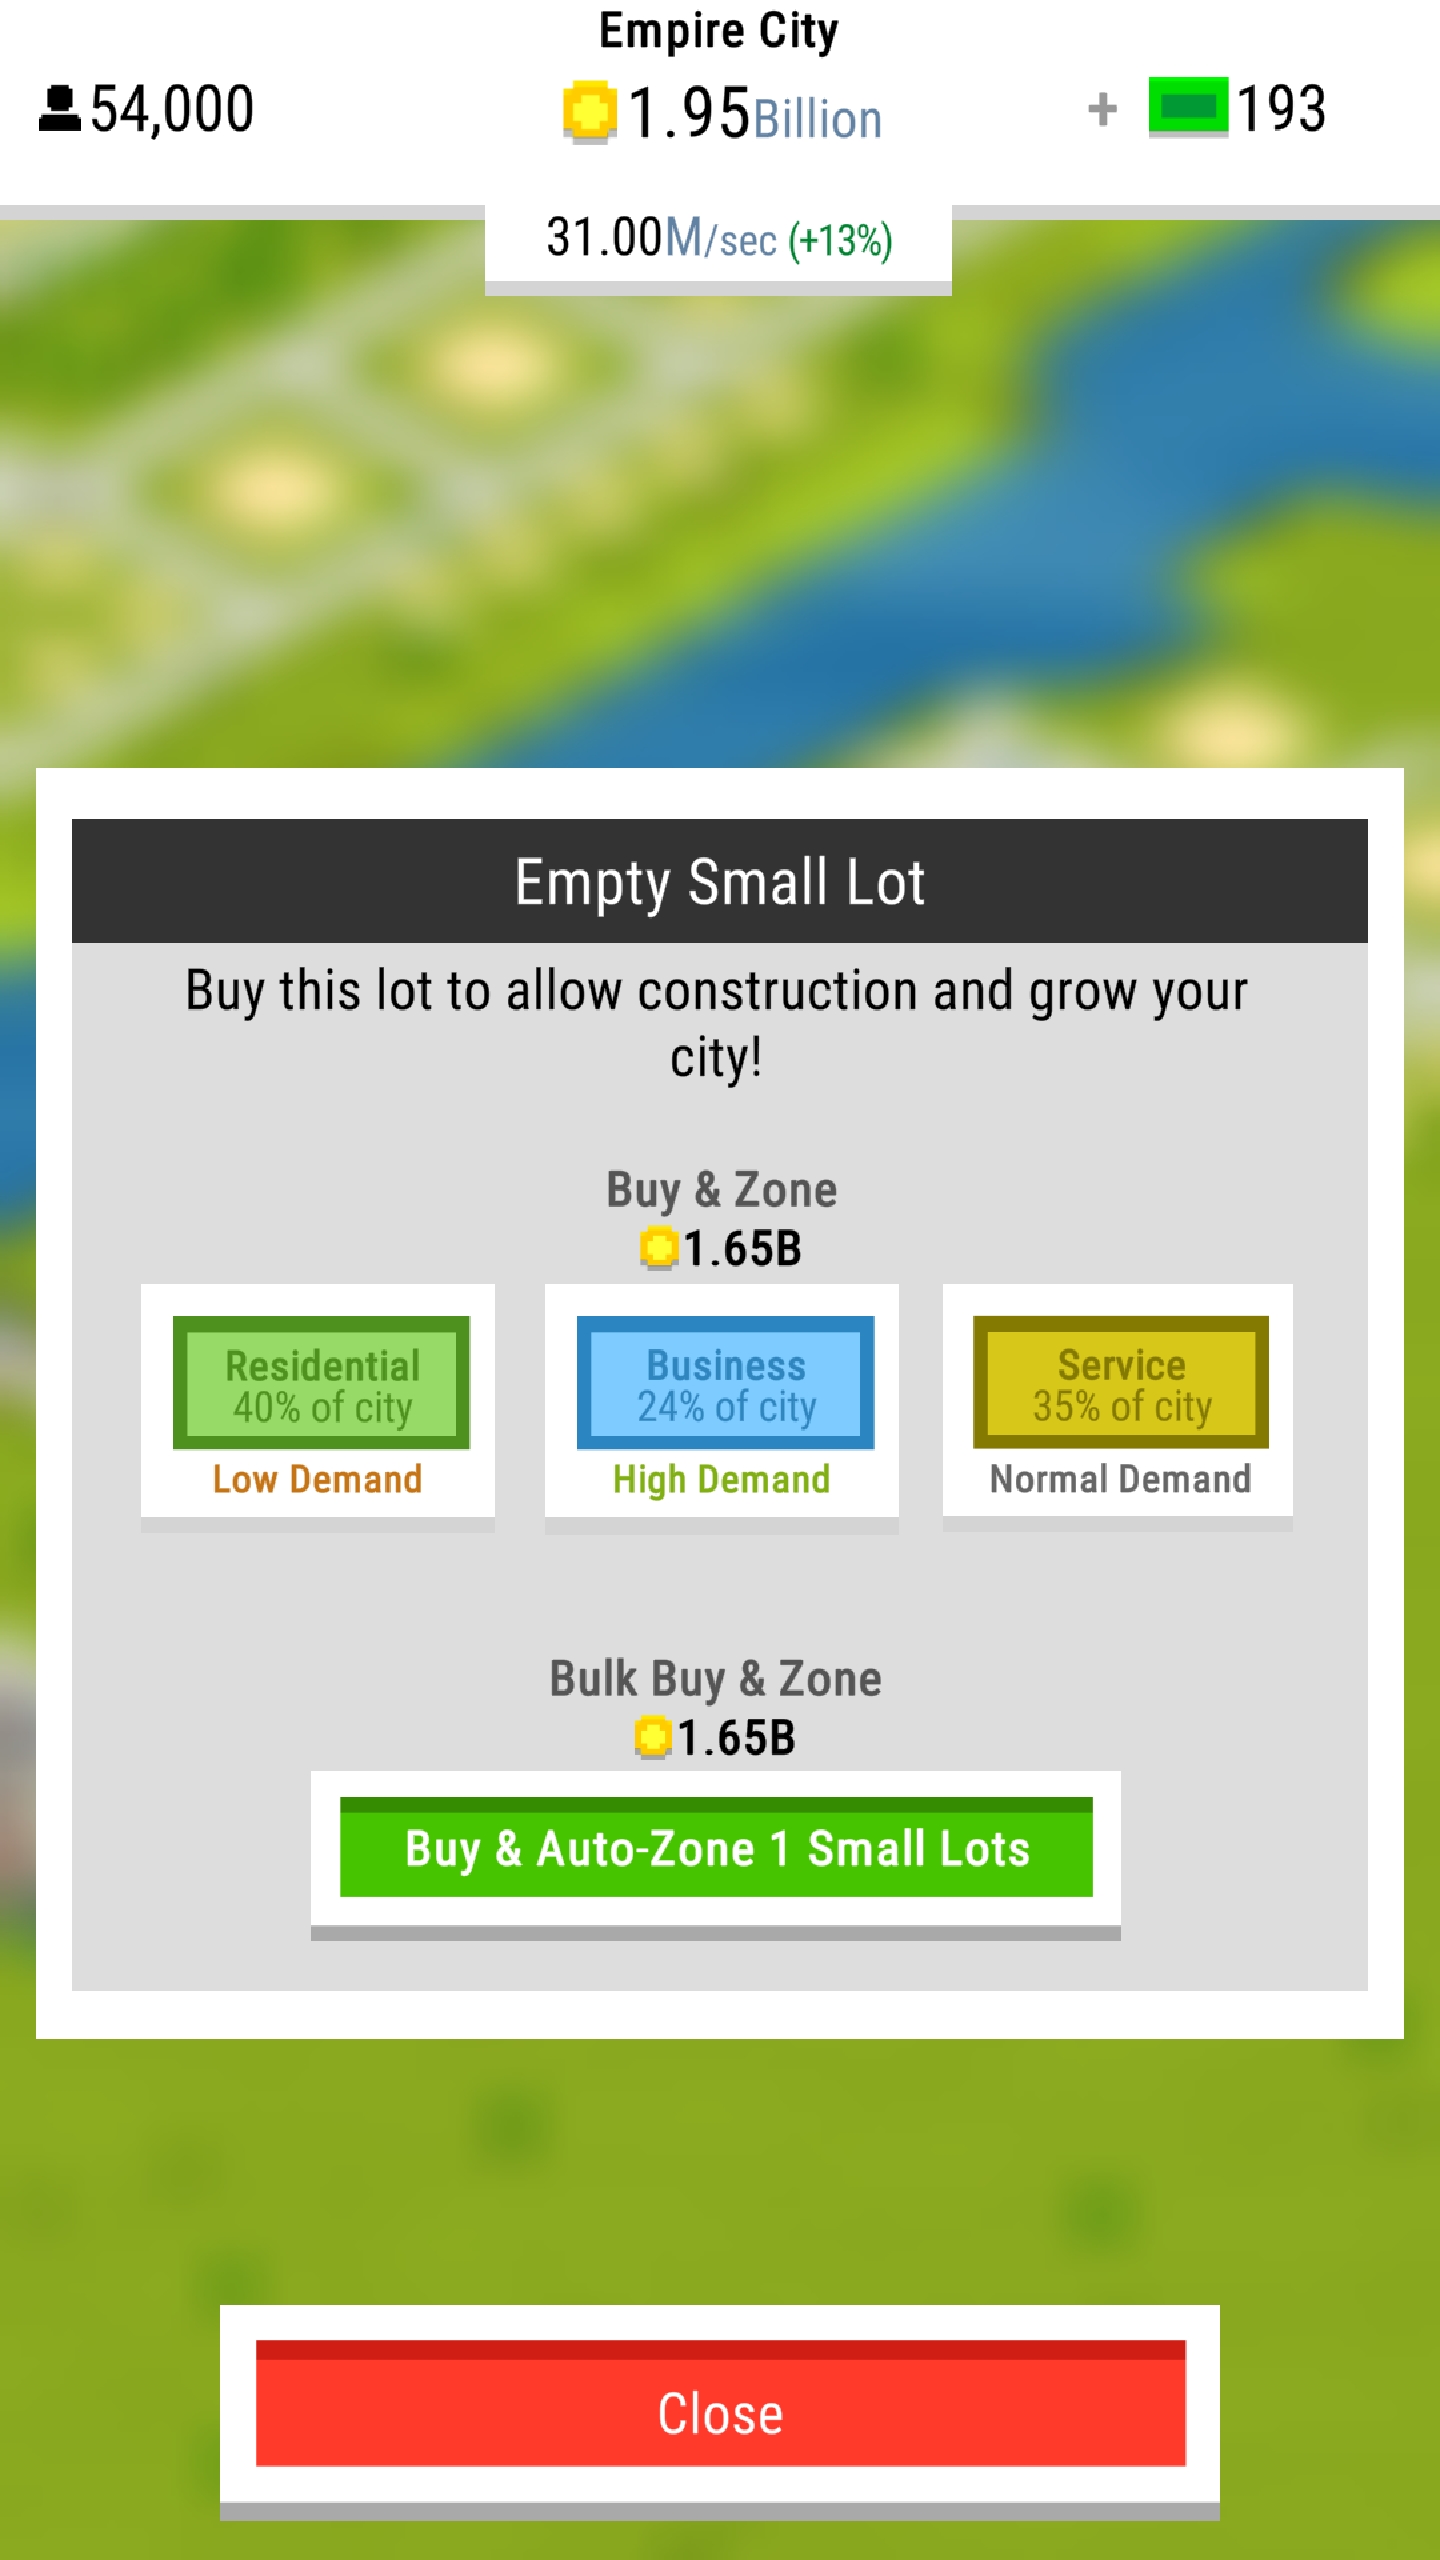 Empire City
54,000
1.95Billion
+ 193
31.00M/sec (+13%)
Empty Small Lot
Buy this lot to allow construction and grow your
city!
Buy & Zone
1.65B
Residential
40% of city
Low Demand
Business
24% of city
High Demand
Service
35% of city
Normal Demand
Bulk Buy & Zone
1.65B
Buy & Auto-Zone 1 Small Lots
Close